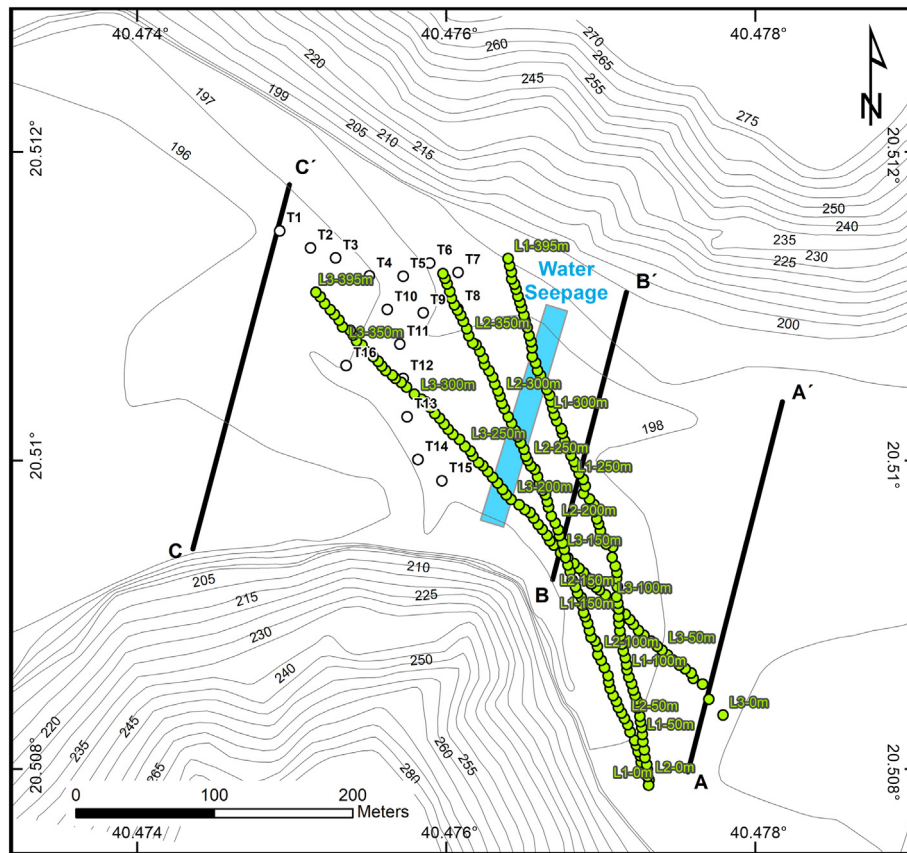 40.474°
40.476°
40.478°
270
260
265
255
245
220
197
199
205
210
215
275
N
20.512°
20.512°
196
250
240
235
230
225
200
C´
T1
T2
T3
T4
T5
T6
T7
T8
T9
T10
T11
T12
T13
T14
T15
T16
L1-395m
Water
Seepage
B´
L3-395m
L3-350m
L2-350m
L3-300m
L2-300m
L1-300m
A´
198
L3-250m
L2-250m
L1-250m
20.51°
20.51°
L3-200m
L2-200m
L3-150m
C
B
L2-150m
L3-100m
L1-150m
L2-100m
L3-50m
L1-100m
L2-50m
L3-0m
L1-50m
L1-0m
L2-0m
A
205
210
215
225
230
240
250
220
235
245
265
280
260
255
20.508°
20.508°
0
100
200
Meters
40.474°
40.476°
40.478°